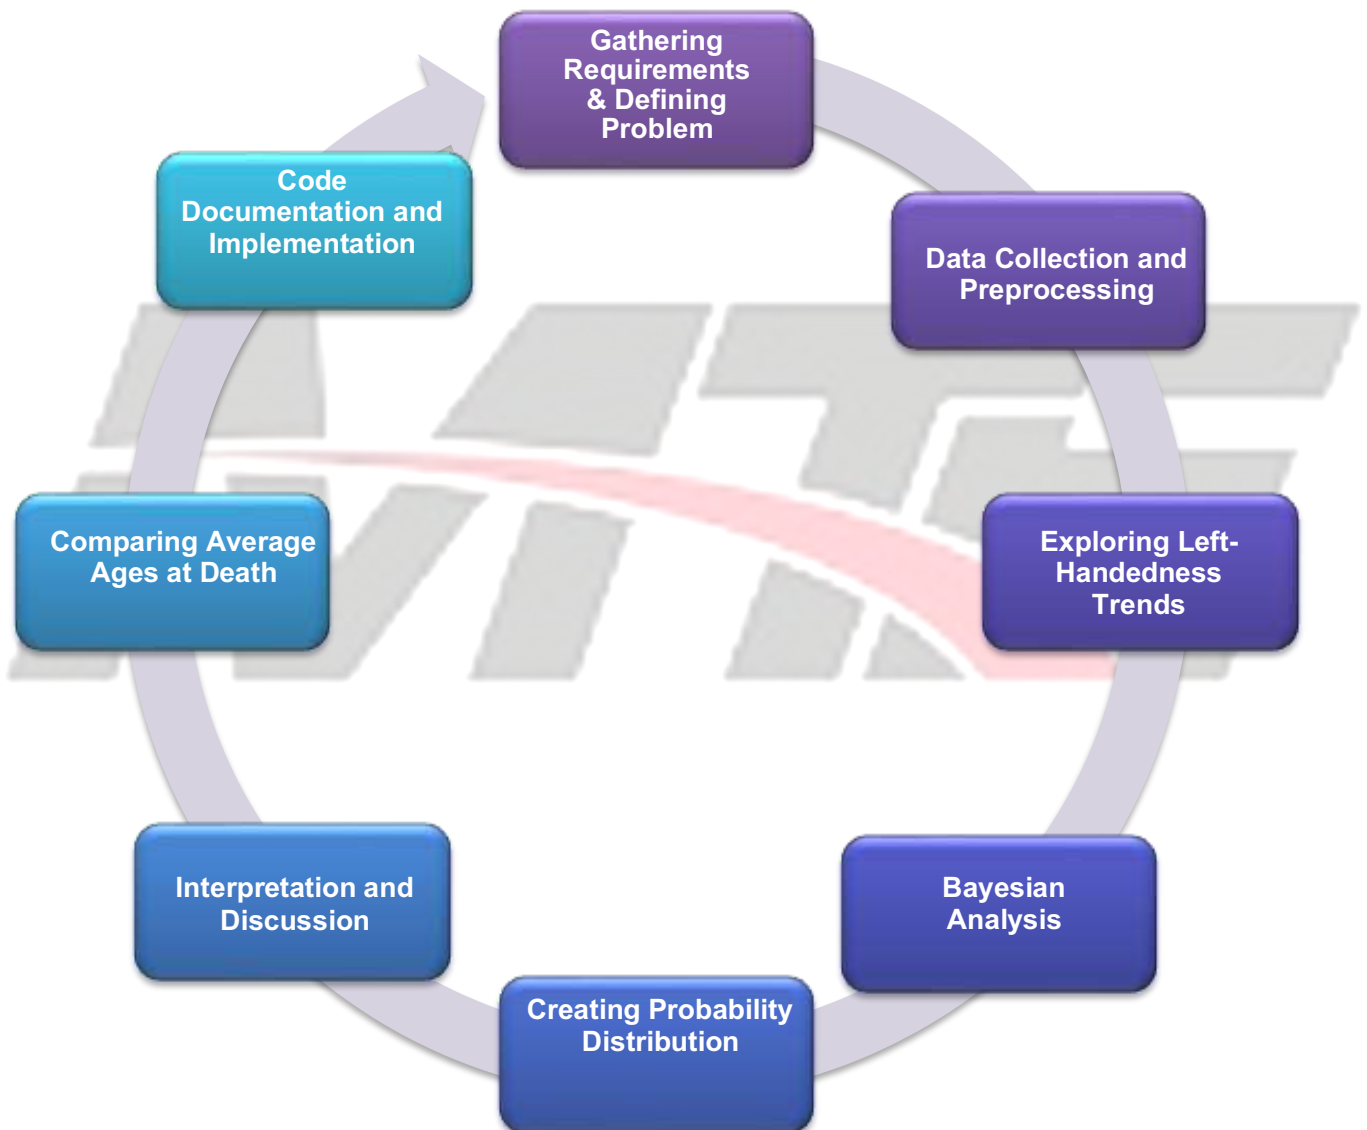 Gathering
Requirements
& Defining
Problem
Data Collection and
Preprocessing
Exploring Left-
Handedness
Trends
Bayesian
Analysis
Creating Probability
Distribution
Interpretation and
Discussion
Comparing Average
Ages at Death
Code
Documentation and
Implementation